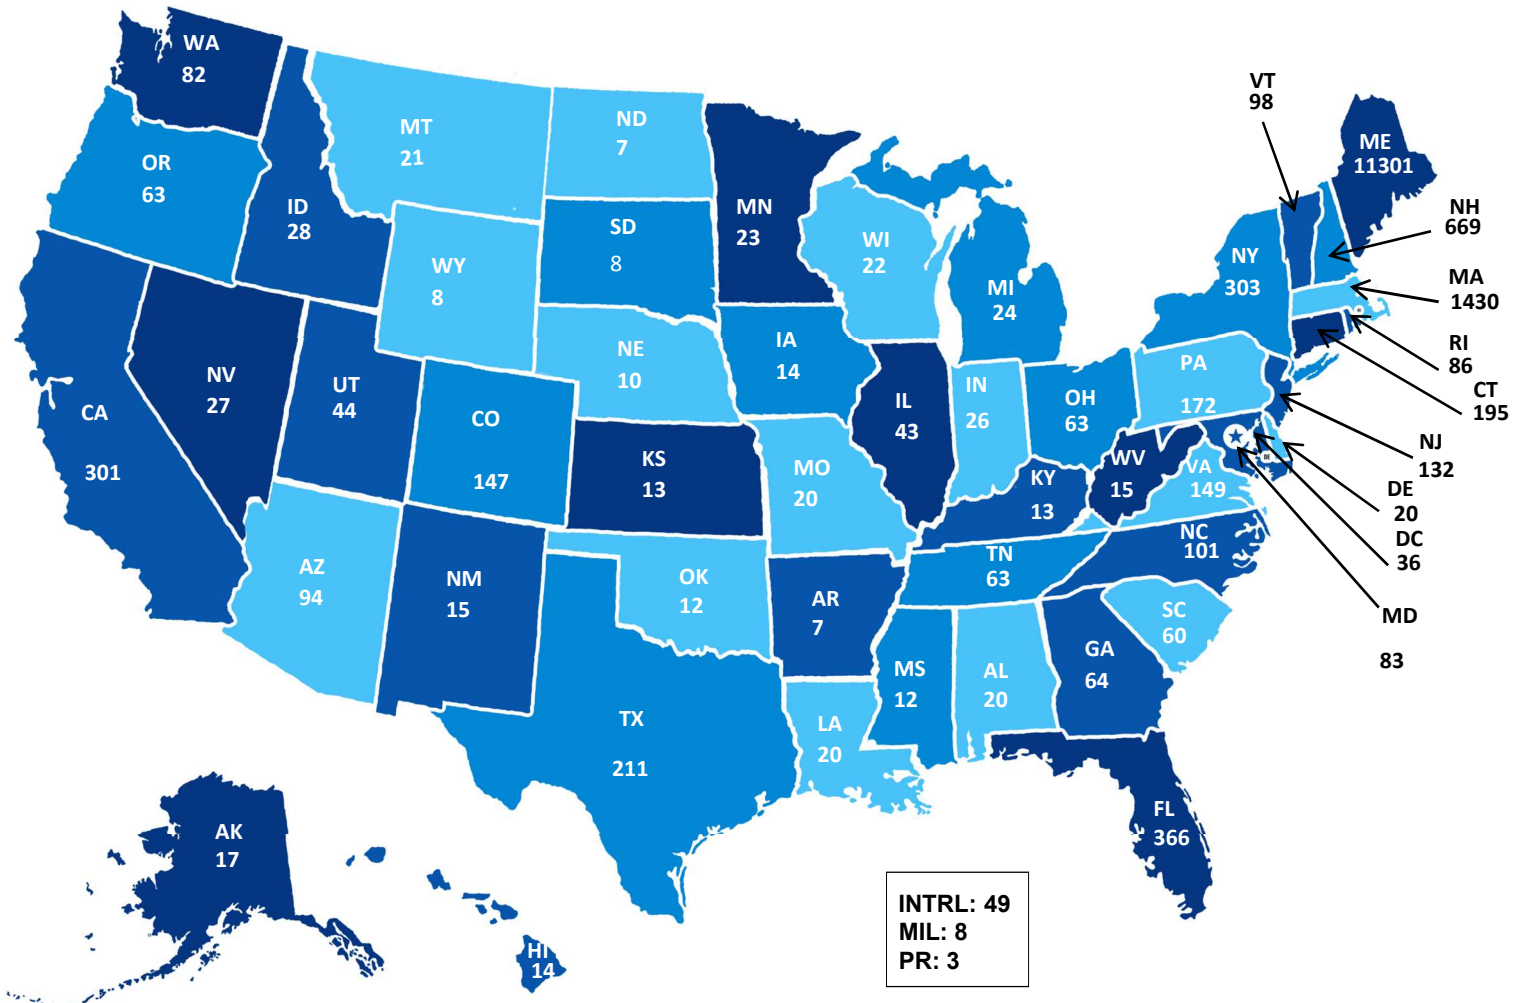 WA
82
OR
63
ID
28
MT
21
ND
7
MN
23
SD
8
WY
8
WI
22
MI
24
NY
303
VT
98
ME
11301
NH
669
MA
1430
RI
86
CT
195
NJ
132
DE
20
DC
36
MD
83
NV
27
CA
301
UT
44
CO
147
NE
10
IA
14
KS
13
IL
43
IN
26
OH
63
PA
172
MO
20
KY
13
WV
15
VA
149
DE
AZ
94
NM
15
OK
12
AR
7
TN
63
NC
101
SC
60
GA
64
MS
12
AL
20
LA
20
TX
211
FL
366
AK
17
HI
14
INTRL: 49
MIL: 8
PR: 3